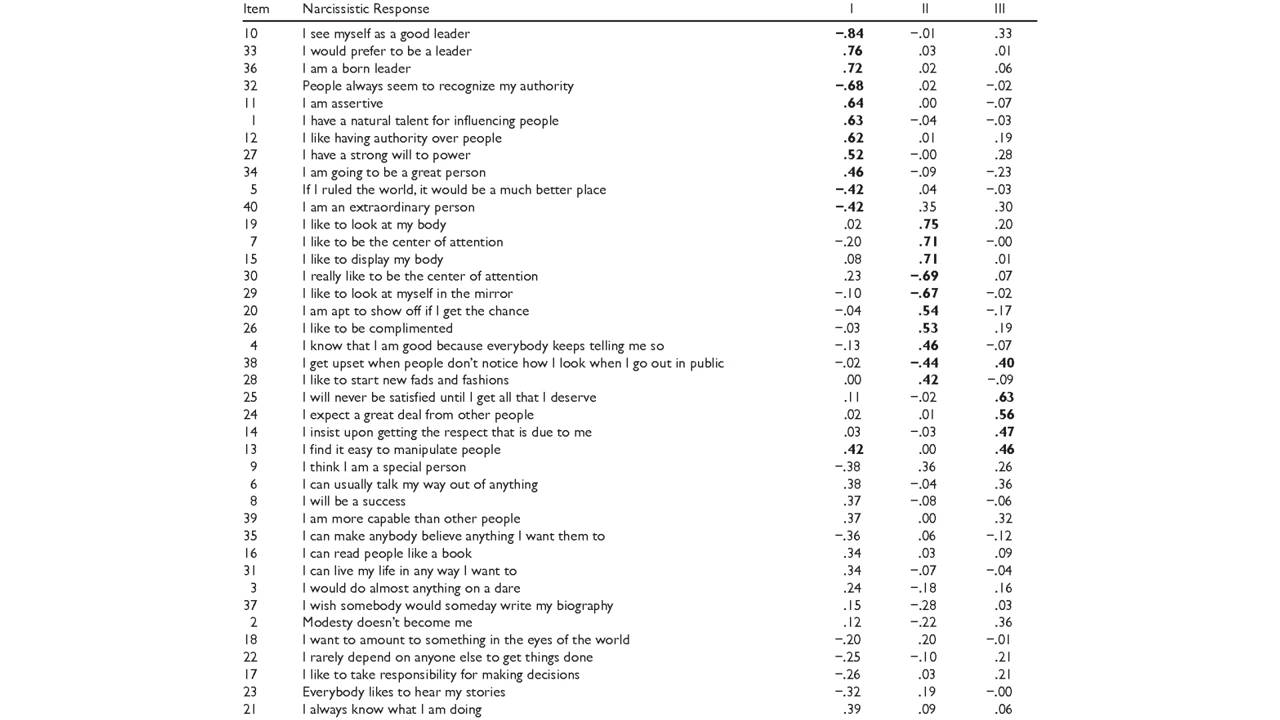 Item Narcissistic Response I II III
10 I see myself as a good leader −.84 −.01 .33
33 I would prefer to be a leader .76 .03 .01
36 I am a born leader .72 .02 .06
32 People always seem to recognize my authority −.68 .02 −.02
11 I am assertive .64 .00 −.07
1 I have a natural talent for influencing people .63 −.04 −.03
12 I like having authority over people .62 .01 .19
27 I have a strong will to power .52 −.00 .28
34 I am going to be a great person .46 −.09 −.23
5 If I ruled the world, it would be a much better place −.42 .04 −.03
40 I am an extraordinary person −.42 .35 .30
19 I like to look at my body .02 .75 .20
7 I like to be the center of attention −.20 .71 −.00
15 I like to display my body .08 .71 .01
30 I really like to be the center of attention .23 −.69 .07
29 I like to look at myself in the mirror −.10 −.67 −.02
20 I am apt to show off if I get the chance −.04 .54 −.17
26 I like to be complimented −.03 .53 .19
4 I know that I am good because everybody keeps telling me so −.13 .46 −.07
38 I get upset when people don’t notice how I look when I go out in public −.02 −.44 .40
28 I like to start new fads and fashions .00 .42 −.09
25 I will never be satisfied until I get all that I deserve .11 −.02 .63
24 I expect a great deal from other people .02 .01 .56
14 I insist upon getting the respect that is due to me .03 −.03 .47
13 I find it easy to manipulate people .42 .00 .46
9 I think I am a special person −.38 .36 .26
6 I can usually talk my way out of anything .38 −.04 .36
8 I will be a success .37 −.08 −.06
39 I am more capable than other people .37 .00 .32
35 I can make anybody believe anything I want them to −.36 .06 −.12
16 I can read people like a book .34 .03 .09
31 I can live my life in any way I want to .34 −.07 −.04
3 I would do almost anything on a dare .24 −.18 .16
37 I wish somebody would someday write my biography .15 −.28 .03
2 Modesty doesn’t become me .12 −.22 .36
18 I want to amount to something in the eyes of the world −.20 .20 −.01
22 I rarely depend on anyone else to get things done −.25 −.10 .21
17 I like to take responsibility for making decisions −.26 .03 .21
23 Everybody likes to hear my stories −.32 .19 −.00
21 I always know what I am doing .39 .09 .06